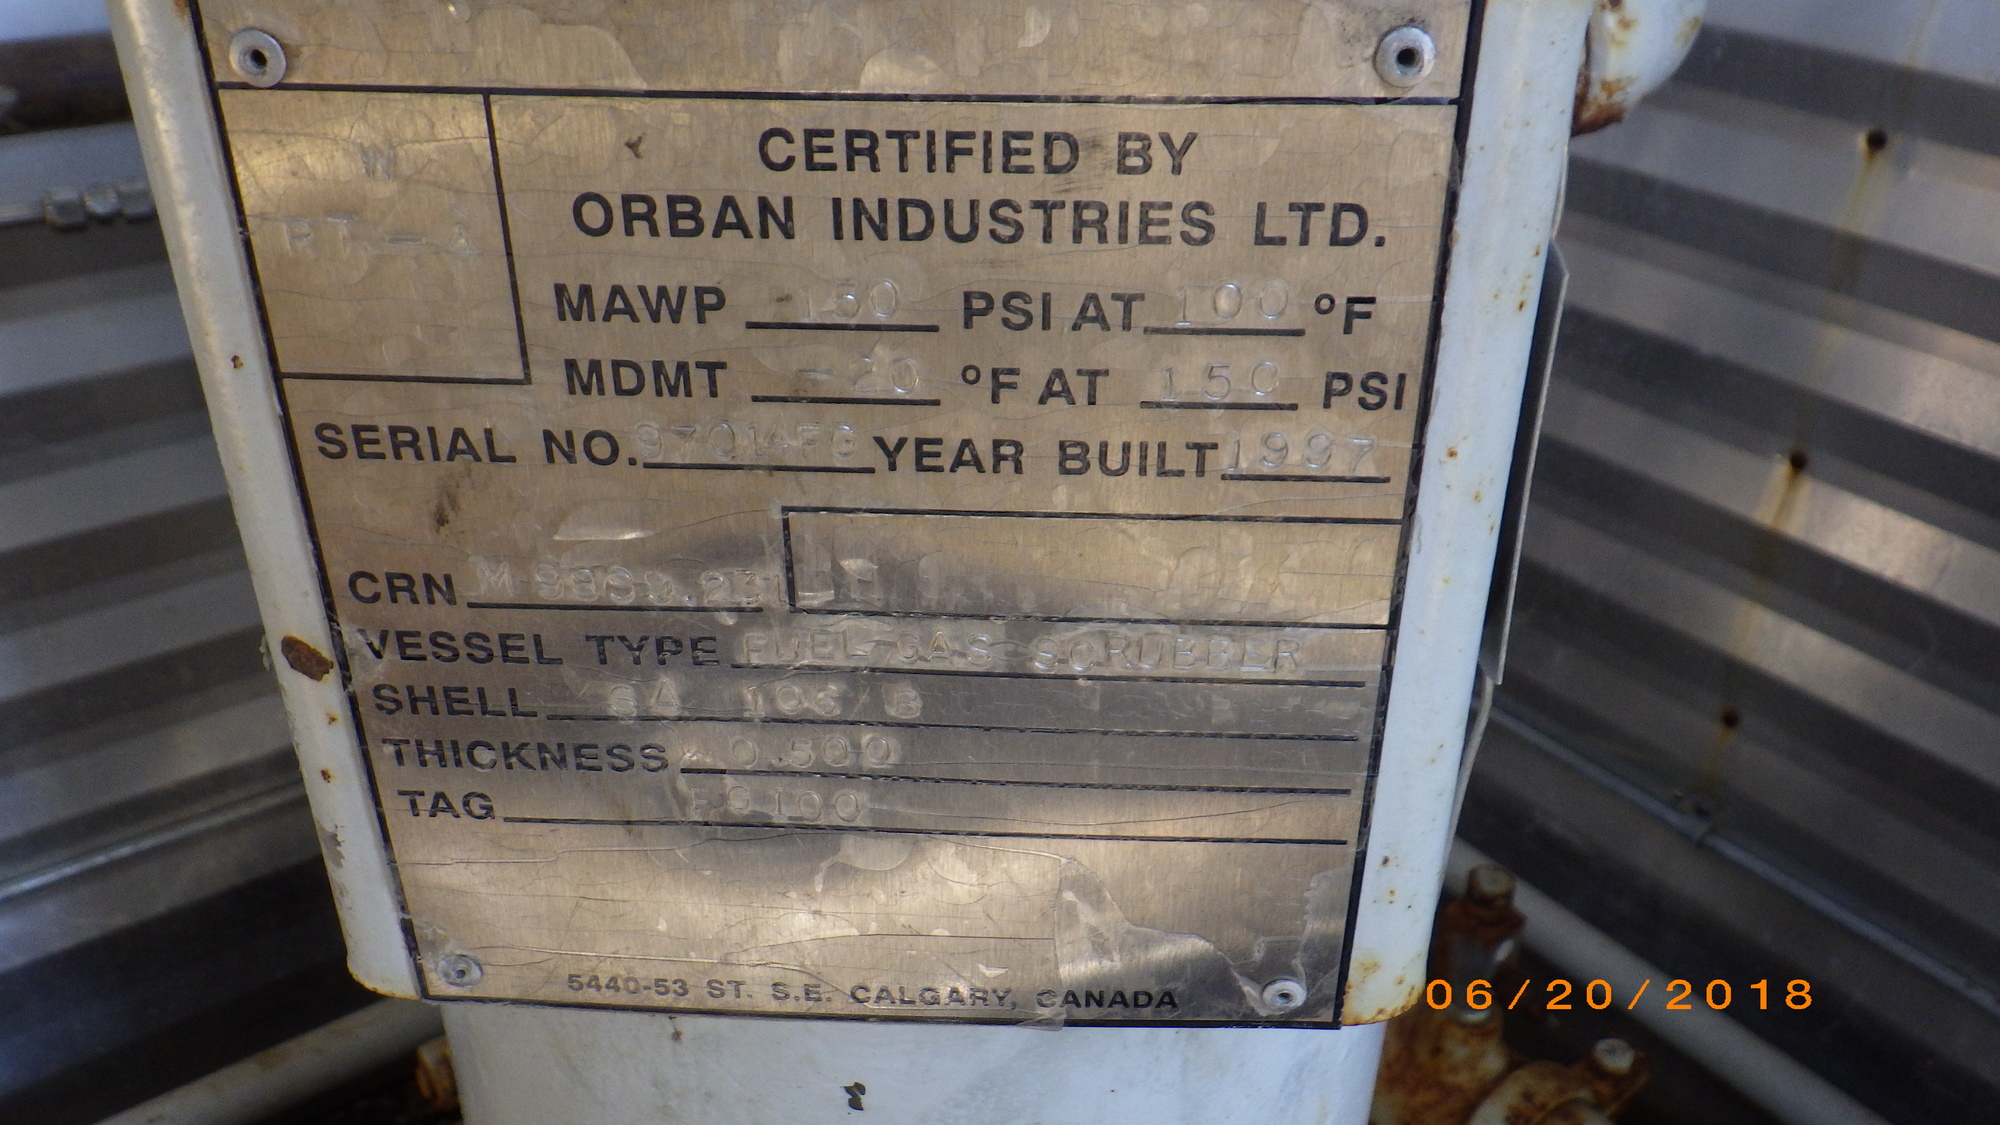 W
CERTIFIED BY
ORBAN INDUSTRIES LTD.
RT-
MAWP 150 PSI AT 100 °F
MDMT -20 °F AT 150 PSI
SERIAL NO. YEAR BUILT 1997
CRN
VESSEL TYPE FUEL GAS SCRUBBER
SHELL SA 106 B
THICKNESS 0.500
TAG FG100
5440-53 ST. S.E. CALGARY, CANADA
06/20/2018